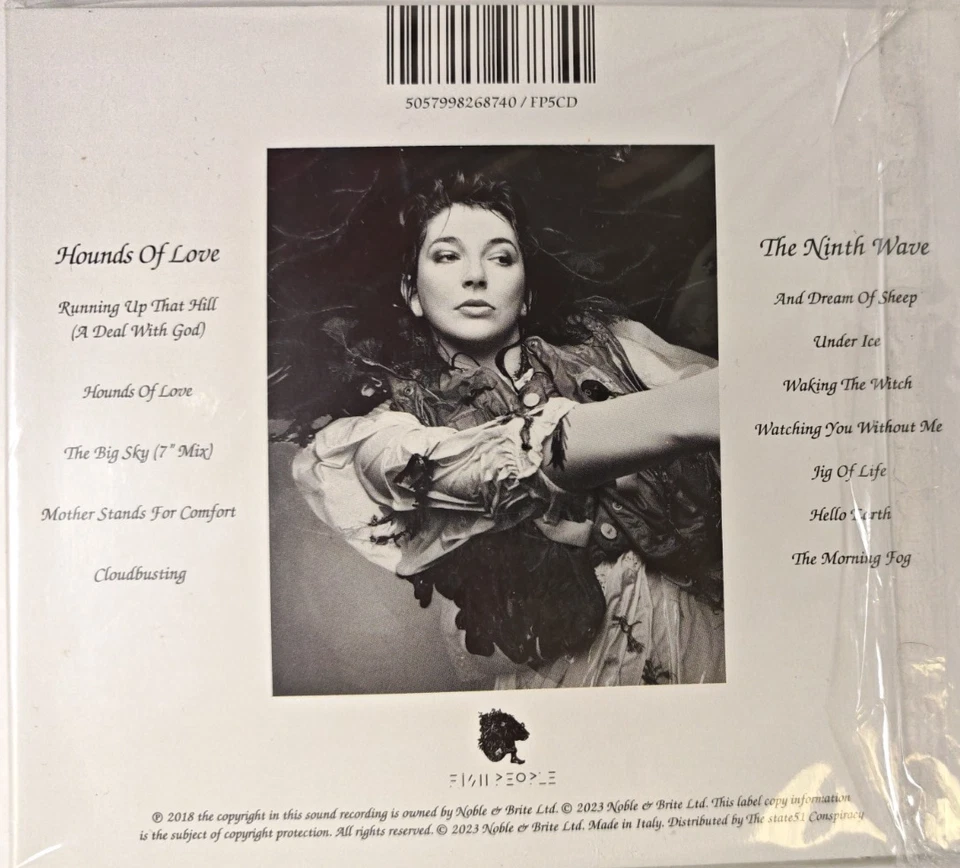 5057998268740 / FP5CD
Hounds Of Love
Running Up That Hill
(A Deal With God)
Hounds Of Love
The Big Sky (7" Mix)
Mother Stands For Comfort
Cloudbusting
The Ninth Wave
And Dream Of Sheep
Under Ice
Waking The Witch
Watching You Without Me
Jig Of Life
Hello Earth
The Morning Fog
FISH PEOPLE
℗ 2018 the copyright in this sound recording is owned by Noble & Brite Ltd. © 2023 Noble & Brite Ltd. This label copy information
is the subject of copyright protection. All rights reserved. © 2023 Noble & Brite Ltd. Made in Italy. Distributed by The state51 Conspiracy